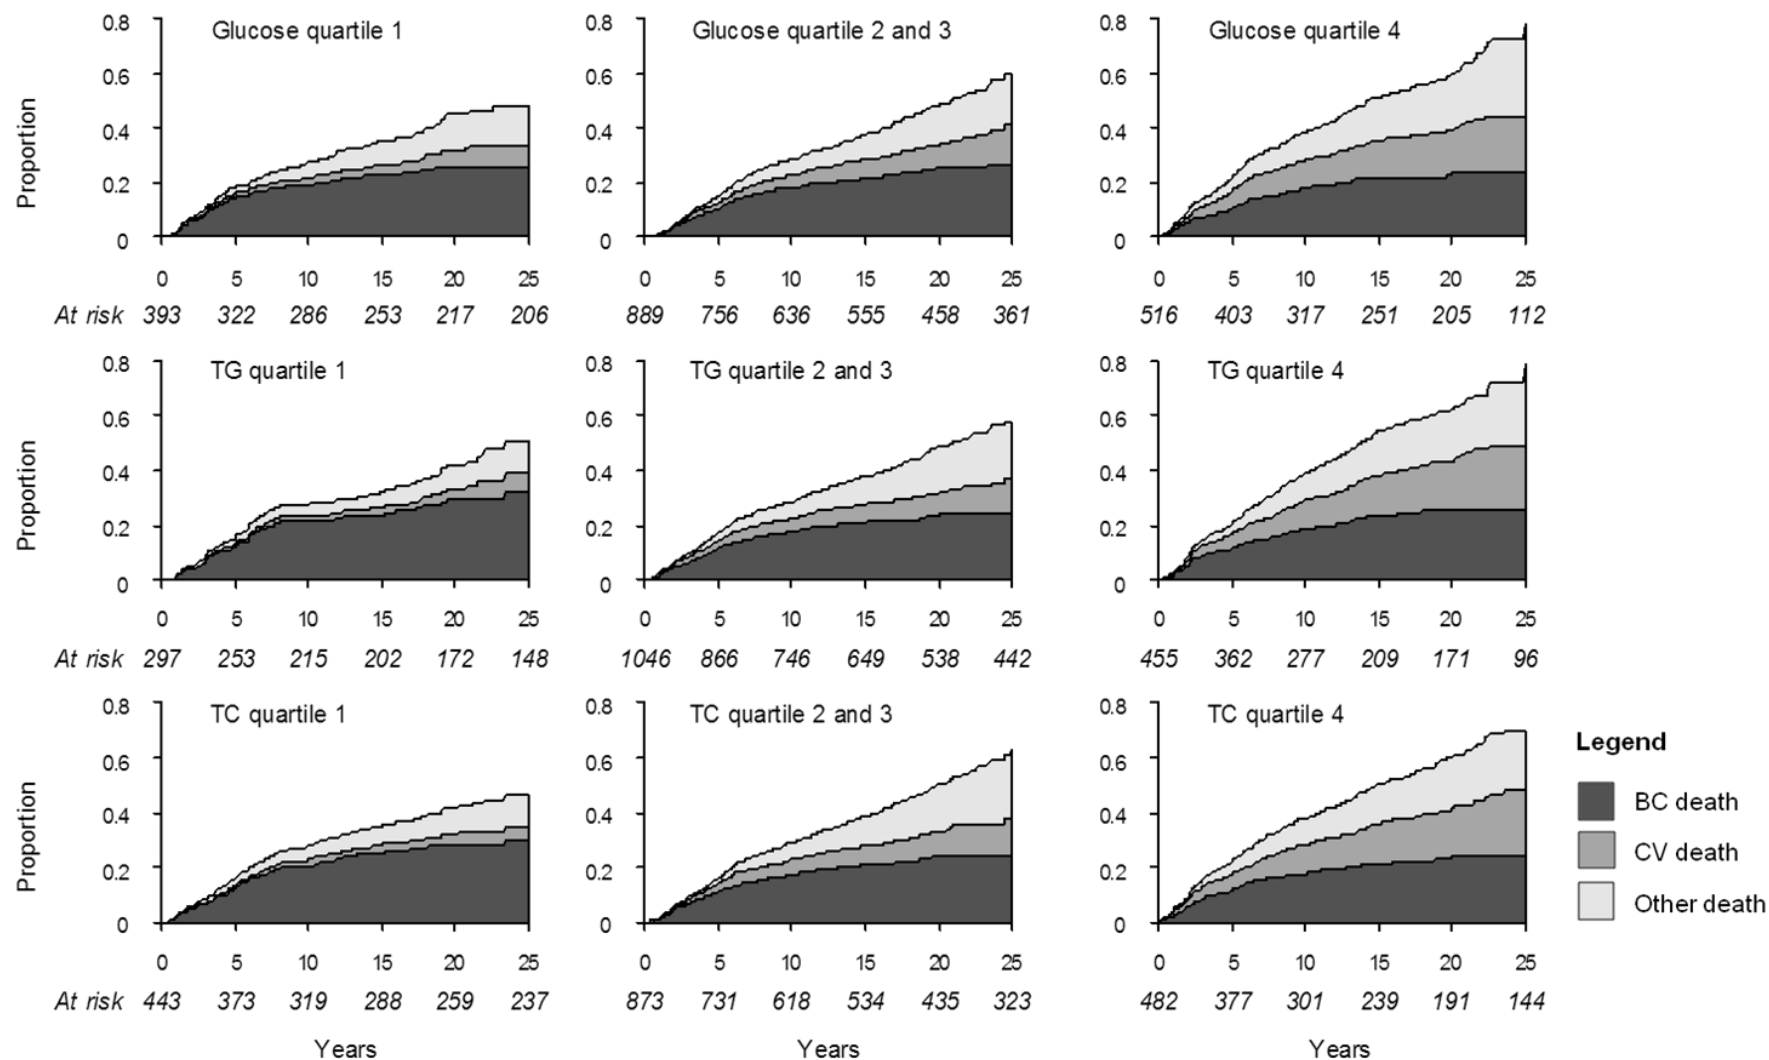 Glucose quartile 1
Proportion
0.8
0.6
0.4
0.2
0
0 5 10 15 20 25
At risk 393 322 286 253 217 206
Glucose quartile 2 and 3
0.8
0.6
0.4
0.2
0
0 5 10 15 20 25
889 756 636 555 458 361
Glucose quartile 4
0.8
0.6
0.4
0.2
0
0 5 10 15 20 25
516 403 317 251 205 112
TG quartile 1
Proportion
0.8
0.6
0.4
0.2
0
0 5 10 15 20 25
At risk 297 253 215 202 172 148
TG quartile 2 and 3
0.8
0.6
0.4
0.2
0
0 5 10 15 20 25
1046 866 746 649 538 442
TG quartile 4
0.8
0.6
0.4
0.2
0
0 5 10 15 20 25
455 362 277 209 171 96
TC quartile 1
Proportion
0.8
0.6
0.4
0.2
0
0 5 10 15 20 25
At risk 443 373 319 288 259 237
Years
TC quartile 2 and 3
0.8
0.6
0.4
0.2
0
0 5 10 15 20 25
873 731 618 534 435 323
Years
TC quartile 4
0.8
0.6
0.4
0.2
0
0 5 10 15 20 25
482 377 301 239 191 144
Years
Legend
BC death
CV death
Other death